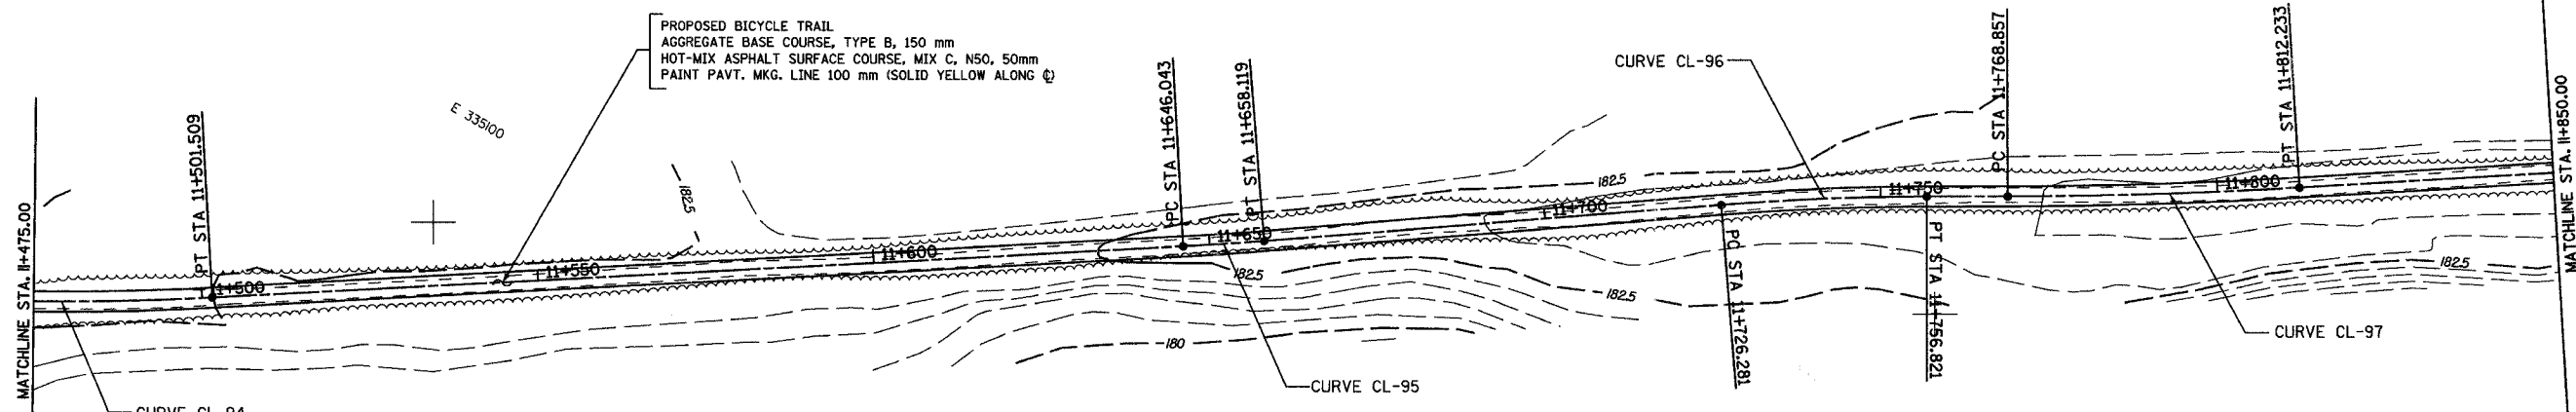 PROPOSED BICYCLE TRAIL
AGGREGATE BASE COURSE, TYPE B, 150 mm
HOT-MIX ASPHALT SURFACE COURSE, MIX C, N50, 50mm
PAINT PAVT. MKG. LINE 100 mm (SOLID YELLOW ALONG ℄)
MATCHLINE STA. 11+475.00
PT STA 11+501.509
E 335100
182.5
PC STA 11+646.043
PT STA 11+658.119
CURVE CL-96
182.5
PC STA 11+768.857
PT STA 11+812.233
MATCHLINE STA. 11+850.00
11+500
11+550
11+600
11+650
11+700
11+750
11+800
182.5
182.5
182.5
180
PC STA 11+726.281
PT STA 11+756.821
CURVE CL-97
CURVE CL-95
CURVE CL-94